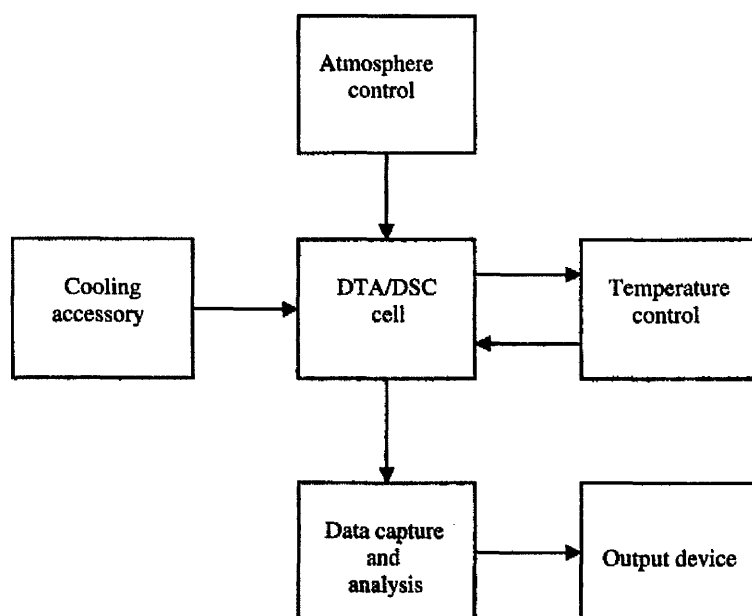 Atmosphere
control
Cooling
accessory
DTA/DSC
cell
Temperature
control
Data capture
and
analysis
Output device